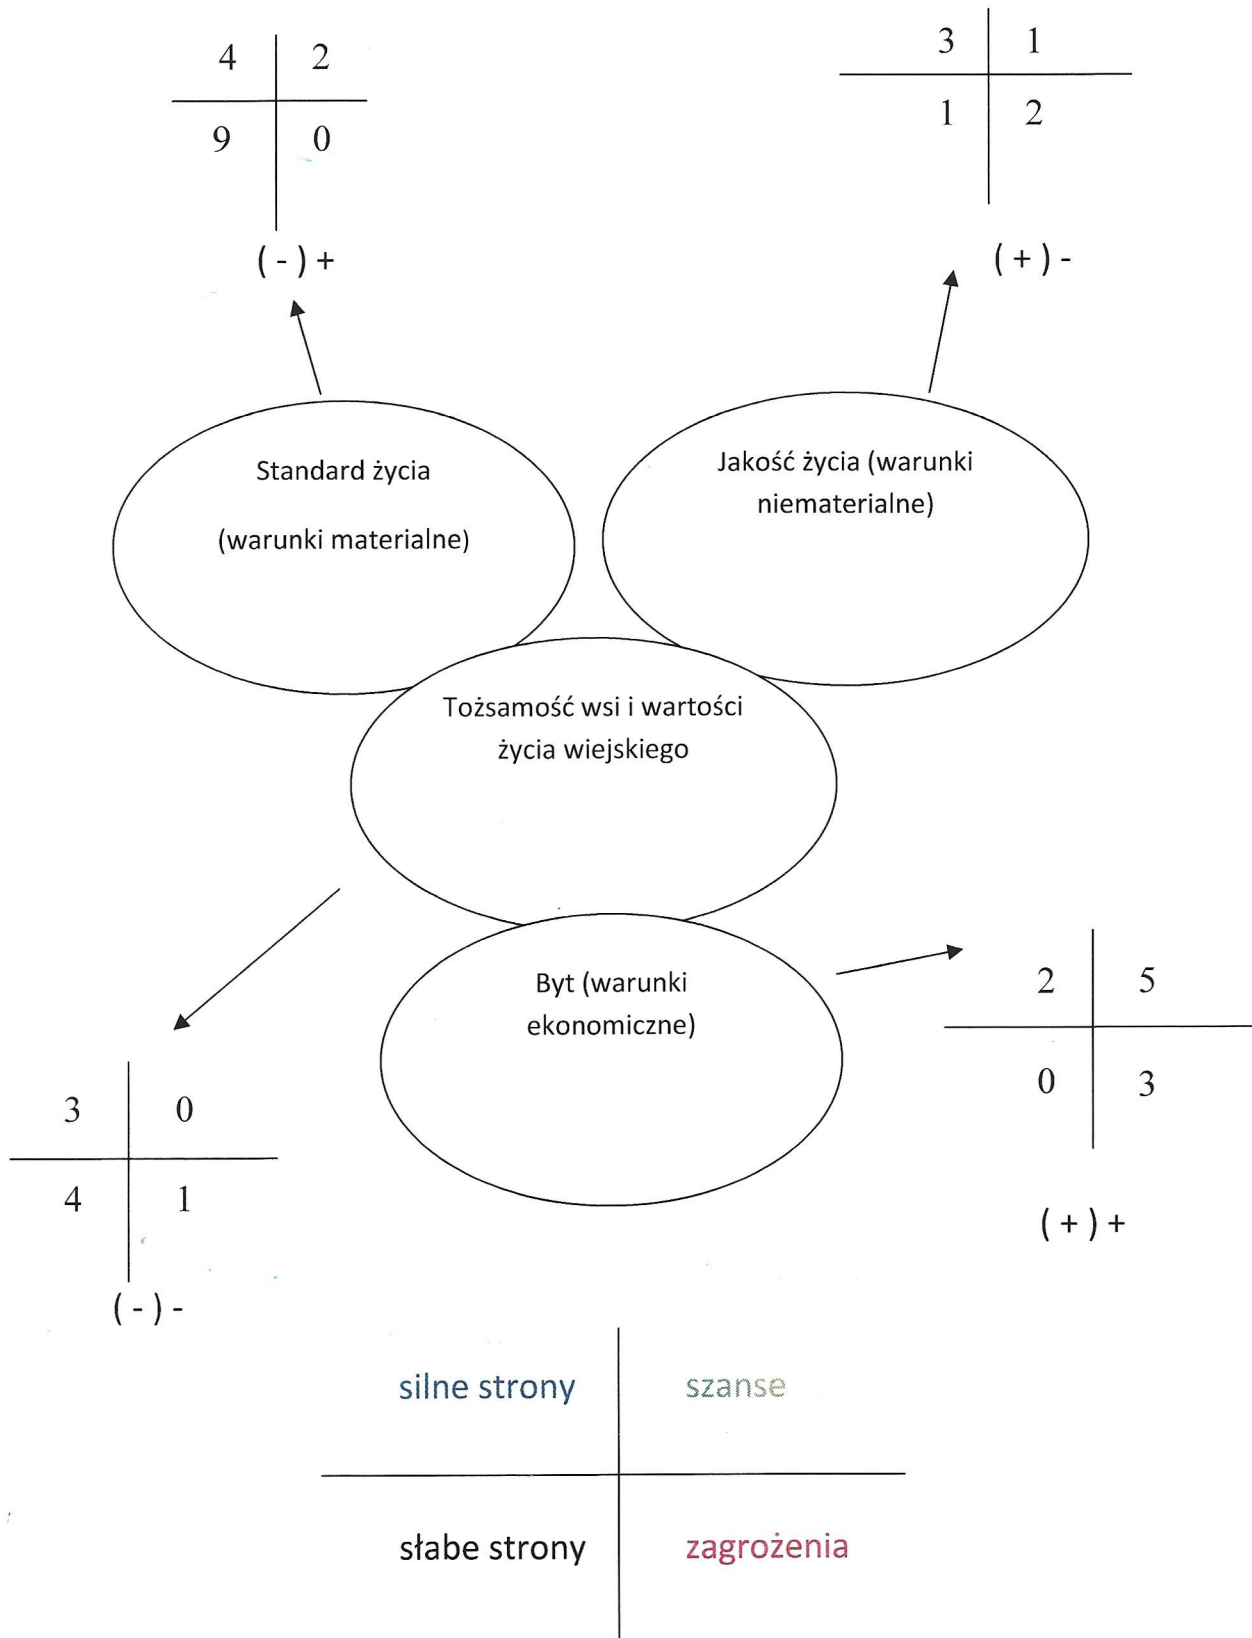 4 2
9 0
( - ) +
3 1
1 2
( + ) -
Standard życia
(warunki materialne)
Jakość życia (warunki
niematerialne)
Tożsamość wsi i wartości
życia wiejskiego
Byt (warunki
ekonomiczne)
2 5
0 3
( + ) +
3 0
4 1
( - ) -
silne strony szanse
słabe strony zagrożenia